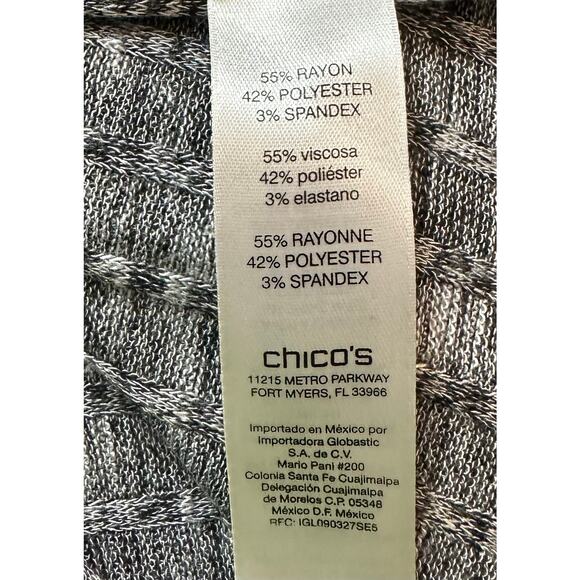 55% RAYON
42% POLYESTER
3% SPANDEX
55% viscosa
42% poliéster
3% elastano
55% RAYONNE
42% POLYESTER
3% SPANDEX
chico's
11215 METRO PARKWAY
FORT MYERS, FL 33966
Importado en México por
Importadora Globastic
S.A. de C.V.
Mario Pani #200
Colonia Santa Fe Cuajimalpa
Delegación Cuajimalpa
de Morelos C.P. 05348
México D.F. México
RFC: IGL090327SE5